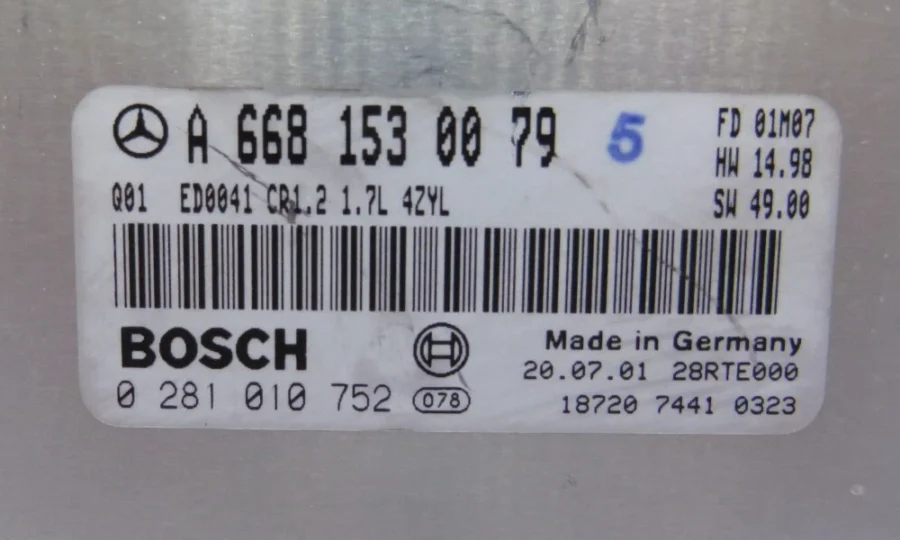 A 668 153 00 79 5
FD 01M07
HW 14.98
Q01 ED0041 CR1.2 1.7L 4ZYL
SW 49.00
BOSCH
Made in Germany
20.07.01 28RTE000
0 281 010 752 078
18720 7441 0323